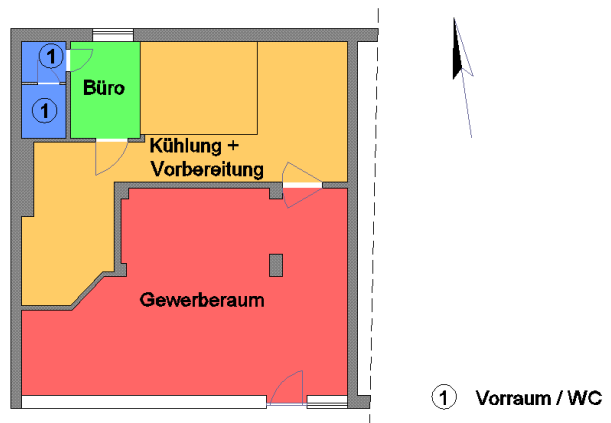 1
Büro
1
Kühlung +
Vorbereitung
Gewerberaum
1 Vorraum / WC